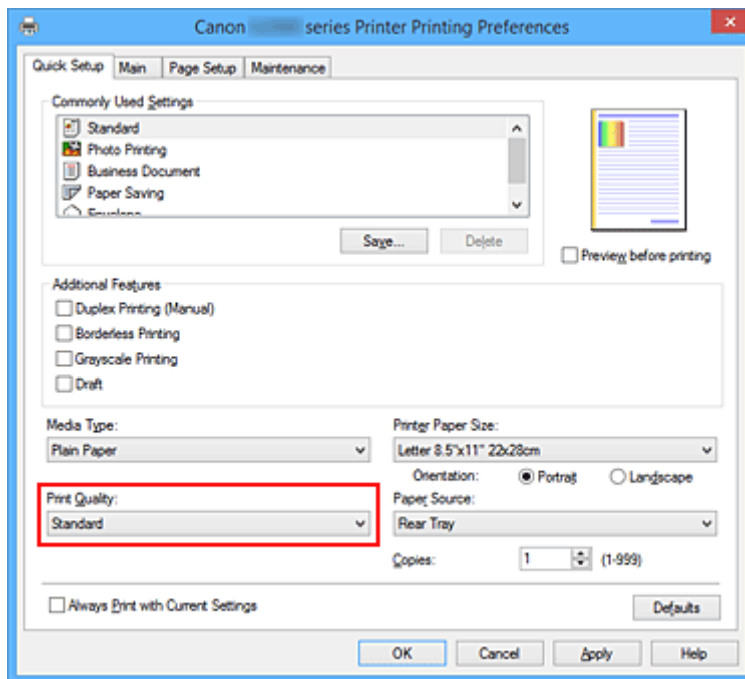 Canon series Printer Printing Preferences
Quick Setup Main Page Setup Maintenance
Commonly Used Settings
Standard
Photo Printing
Business Document
Paper Saving
Envelope
Save... Delete
Preview before printing
Additional Features
Duplex Printing (Manual)
Borderless Printing
Grayscale Printing
Draft
Media Type:
Plain Paper
Printer Paper Size:
Letter 8.5"x11" 22x28cm
Orientation: Portrait Landscape
Print Quality:
Standard
Paper Source:
Rear Tray
Copies: 1 (1-999)
Always Print with Current Settings
Defaults
OK Cancel Apply Help